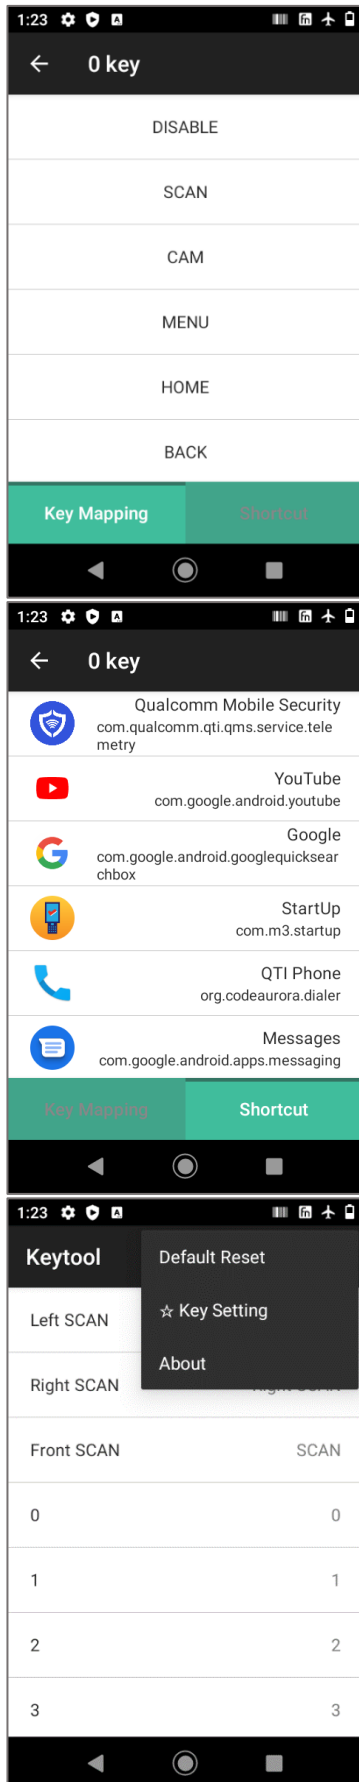 1:23
0 key
DISABLE
SCAN
CAM
MENU
HOME
BACK
Key Mapping Shortcut
1:23
0 key
Qualcomm Mobile Security
com.qualcomm.qti.qms.service.tele
metry
YouTube
com.google.android.youtube
Google
com.google.android.googlequicksear
chbox
StartUp
com.m3.startup
QTI Phone
org.codeaurora.dialer
Messages
com.google.android.apps.messaging
Key Mapping Shortcut
1:23
Keytool
Default Reset
☆ Key Setting
About
Left SCAN
Right SCAN Right SCAN
Front SCAN SCAN
0 0
1 1
2 2
3 3